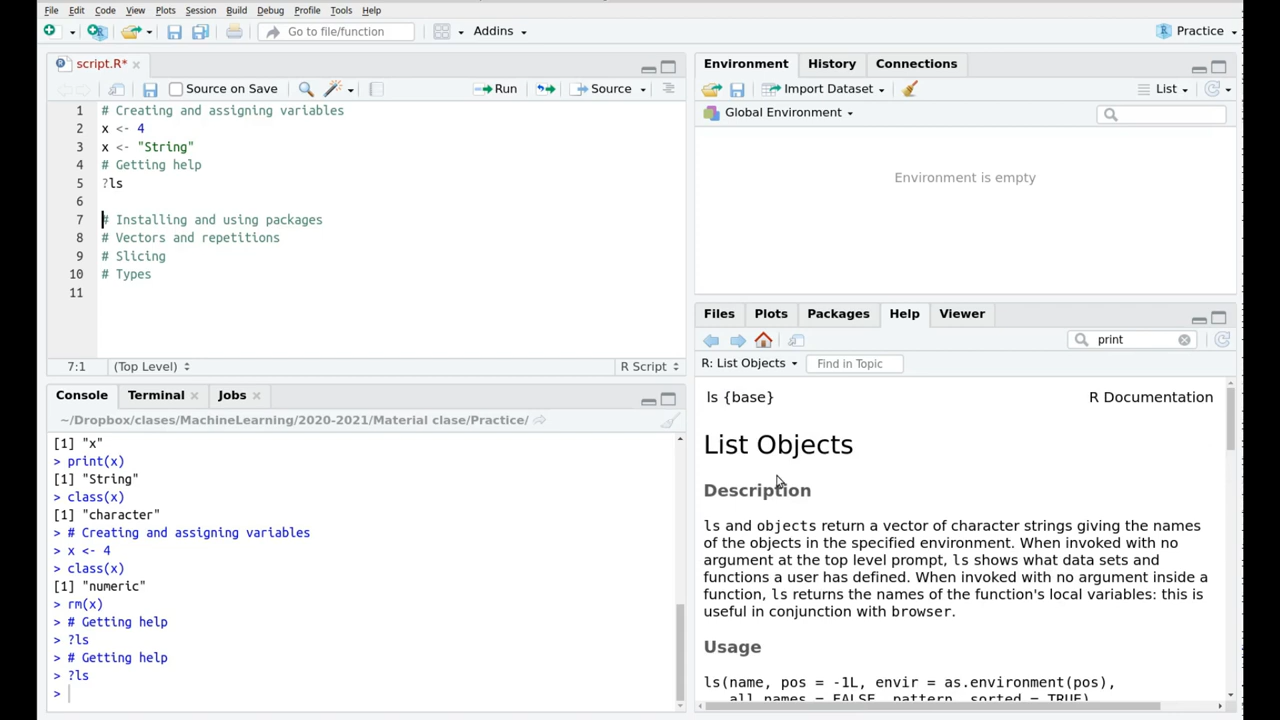 File Edit Code View Plots Session Build Debug Profile Tools Help
Go to file/function Addins Practice
script.R*
Source on Save Run Source
1 # Creating and assigning variables
2 x <- 4
3 x <- "String"
4 # Getting help
5 ?ls
6
7 # Installing and using packages
8 # Vectors and repetitions
9 # Slicing
10 # Types
11
7:1 (Top Level) R Script
Console Terminal Jobs
~/Dropbox/clases/MachineLearning/2020-2021/Material clase/Practice/
[1] "x"
> print(x)
[1] "String"
> class(x)
[1] "character"
> # Creating and assigning variables
> x <- 4
> class(x)
[1] "numeric"
> rm(x)
> # Getting help
> ?ls
> # Getting help
> ?ls
>
Environment History Connections
Import Dataset List
Global Environment
Environment is empty
Files Plots Packages Help Viewer
print
R: List Objects Find in Topic
ls {base} R Documentation
List Objects
Description
ls and objects return a vector of character strings giving the names
of the objects in the specified environment. When invoked with no
argument at the top level prompt, ls shows what data sets and
functions a user has defined. When invoked with no argument inside a
function, ls returns the names of the function's local variables: this is
useful in conjunction with browser.
Usage
ls(name, pos = -1L, envir = as.environment(pos),
all.names = FALSE, pattern, sorted = TRUE)